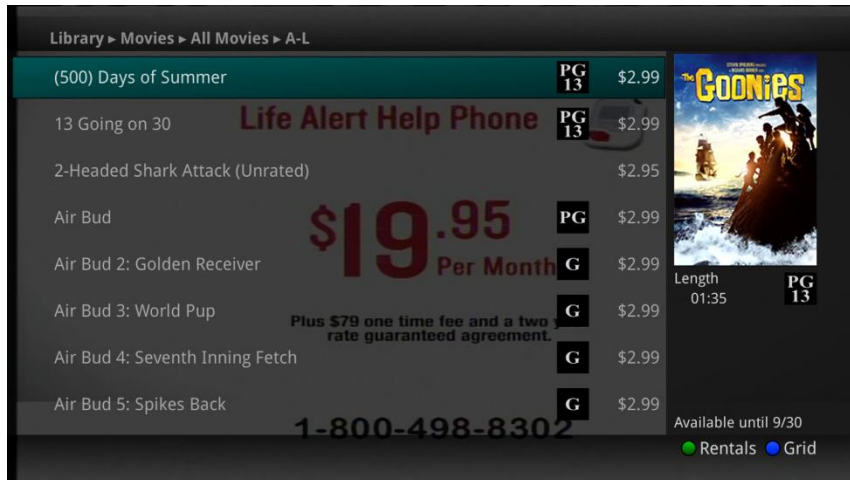 Library ▸ Movies ▸ All Movies ▸ A-L
(500) Days of Summer PG 13 $2.99
13 Going on 30 PG 13 $2.99
2-Headed Shark Attack (Unrated) $2.95
Air Bud PG $2.99
Air Bud 2: Golden Receiver G $2.99
Air Bud 3: World Pup G $2.99
Air Bud 4: Seventh Inning Fetch G $2.99
Air Bud 5: Spikes Back G $2.99
Life Alert Help Phone
$19.95
Per Month
Plus $79 one time fee and a two
rate guaranteed agreement.
1-800-498-8302
THE GOONIES
Length
01:35
PG
13
Available until 9/30
Rentals Grid